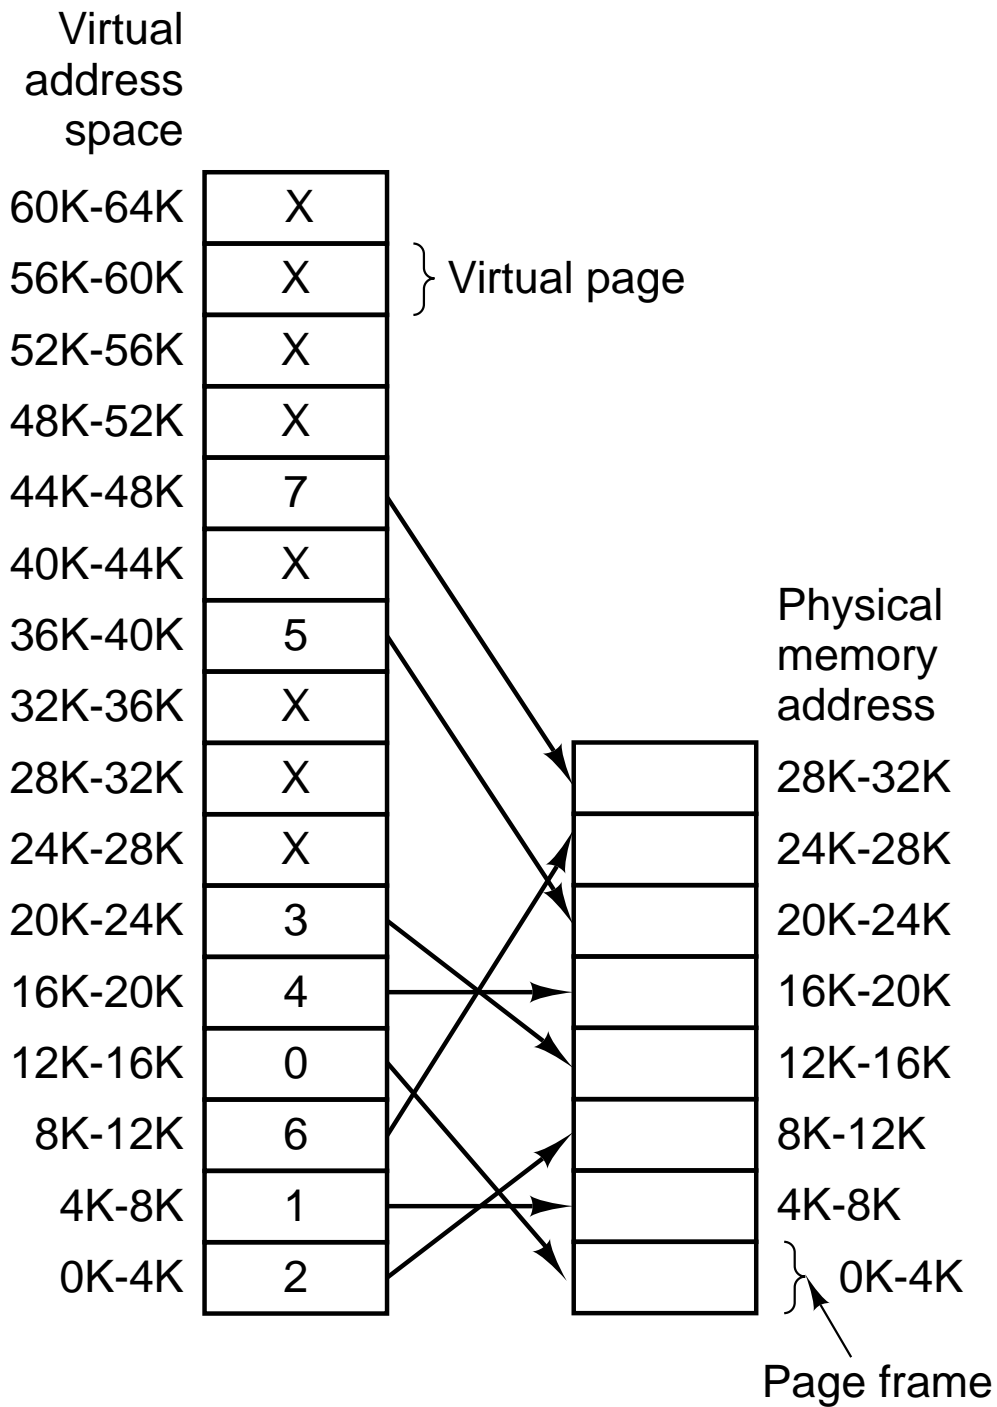 Virtual
address
space
60K-64K X
56K-60K X Virtual page
52K-56K X
48K-52K X
44K-48K 7
40K-44K X
36K-40K 5
32K-36K X
28K-32K X
24K-28K X
20K-24K 3
16K-20K 4
12K-16K 0
8K-12K 6
4K-8K 1
0K-4K 2
Physical
memory
address
28K-32K
24K-28K
20K-24K
16K-20K
12K-16K
8K-12K
4K-8K
0K-4K
Page frame